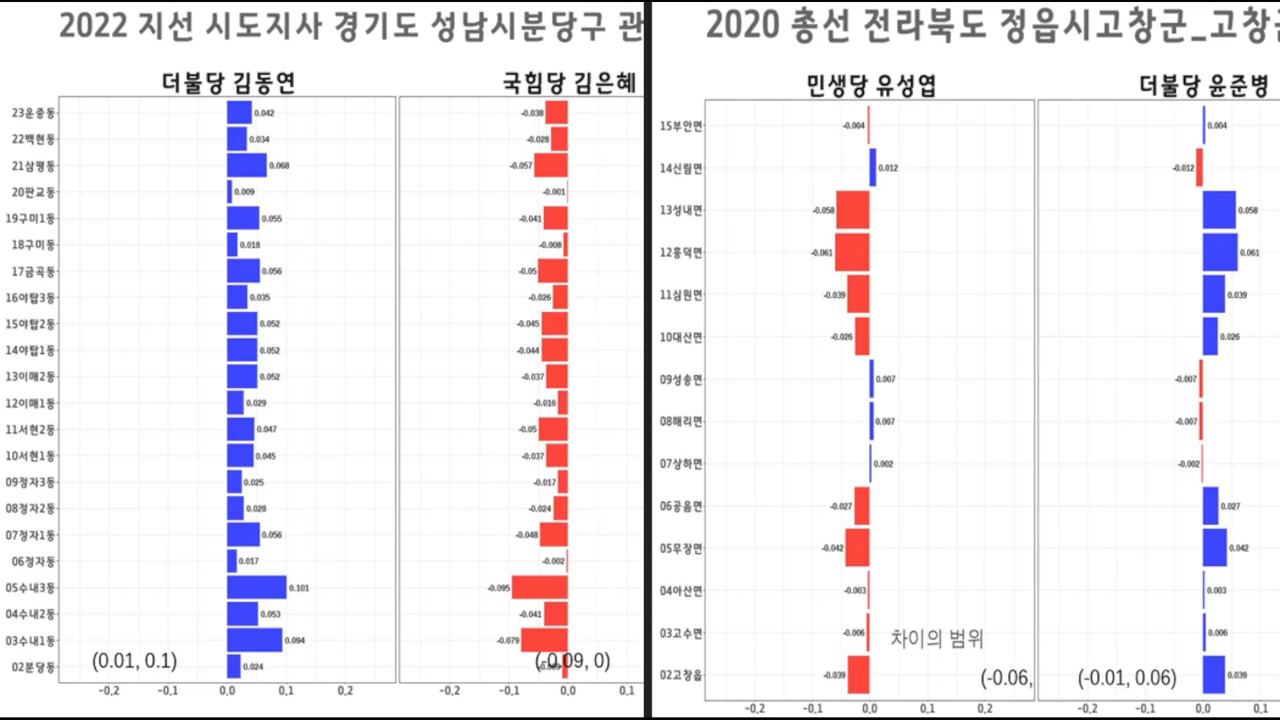 2022 지선 시도지사 경기도 성남시분당구 관
더불당 김동연
국힘당 김은혜
23운중동 0.042 -0.038
22백현동 0.034 -0.028
21삼평동 0.068 -0.057
20판교동 0.009 -0.001
19구미1동 0.055 -0.041
18구미동 0.018 -0.008
17금곡동 0.056 -0.05
16야탑3동 0.035 -0.026
15야탑2동 0.052 -0.045
14야탑1동 0.052 -0.044
13이매2동 0.052 -0.037
12이매1동 0.029 -0.016
11서현2동 0.047 -0.05
10서현1동 0.045 -0.037
09정자3동 0.025 -0.017
08정자2동 0.028 -0.024
07정자1동 0.056 -0.048
06정자동 0.017 -0.002
05수내3동 0.101 -0.095
04수내2동 0.053 -0.041
03수내1동 0.094 -0.079
02분당동 0.024
(0.01, 0.1) (-0.09, 0)
-0.2 -0.1 0.0 0.1 0.2 -0.2 -0.1 0.0 0.1
2020 총선 전라북도 정읍시고창군_고창
민생당 유성엽
더불당 윤준병
15부안면 -0.004 0.004
14신림면 0.012 -0.012
13성내면 -0.058 0.058
12흥덕면 -0.061 0.061
11심원면 -0.039 0.039
10대산면 -0.026 0.026
09성송면 0.007 -0.007
08해리면 0.007 -0.007
07상하면 0.002 -0.002
06공음면 -0.027 0.027
05무장면 -0.042 0.042
04아산면 -0.003 0.003
03고수면 -0.006 0.006
차이의 범위
02고창읍 -0.039 0.039
(-0.06, (-0.01, 0.06)
-0.2 -0.1 0.0 0.1 0.2 -0.2 -0.1 0.0 0.1